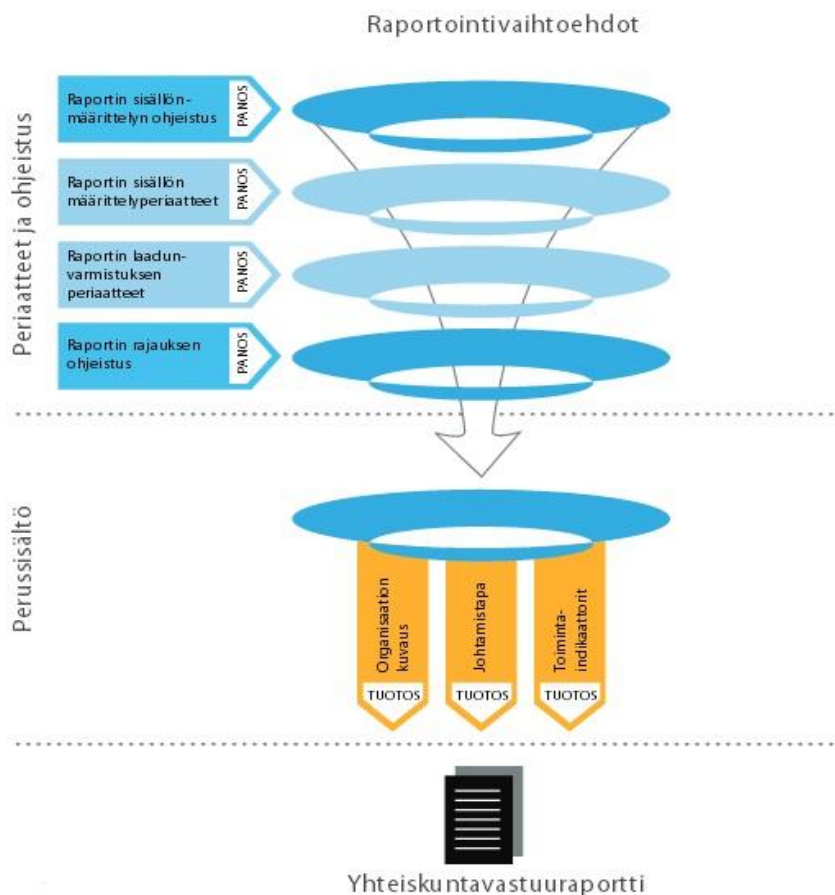 Raportointivaihtoehdot
Periaatteet ja ohjeistus
Raportin sisällön-
määrittelyn ohjeistus
PANOS
Raportin sisällön
määrittelyperiaatteet
PANOS
Raportin laadun-
varmistuksen
periaatteet
PANOS
Raportin rajauksen
ohjeistus
PANOS
Perussisältö
Organisaation
kuvaus
TUOTOS
Johtamistapa
TUOTOS
Toiminta-
indikaattorit
TUOTOS
Yhteiskuntavastuuraportti